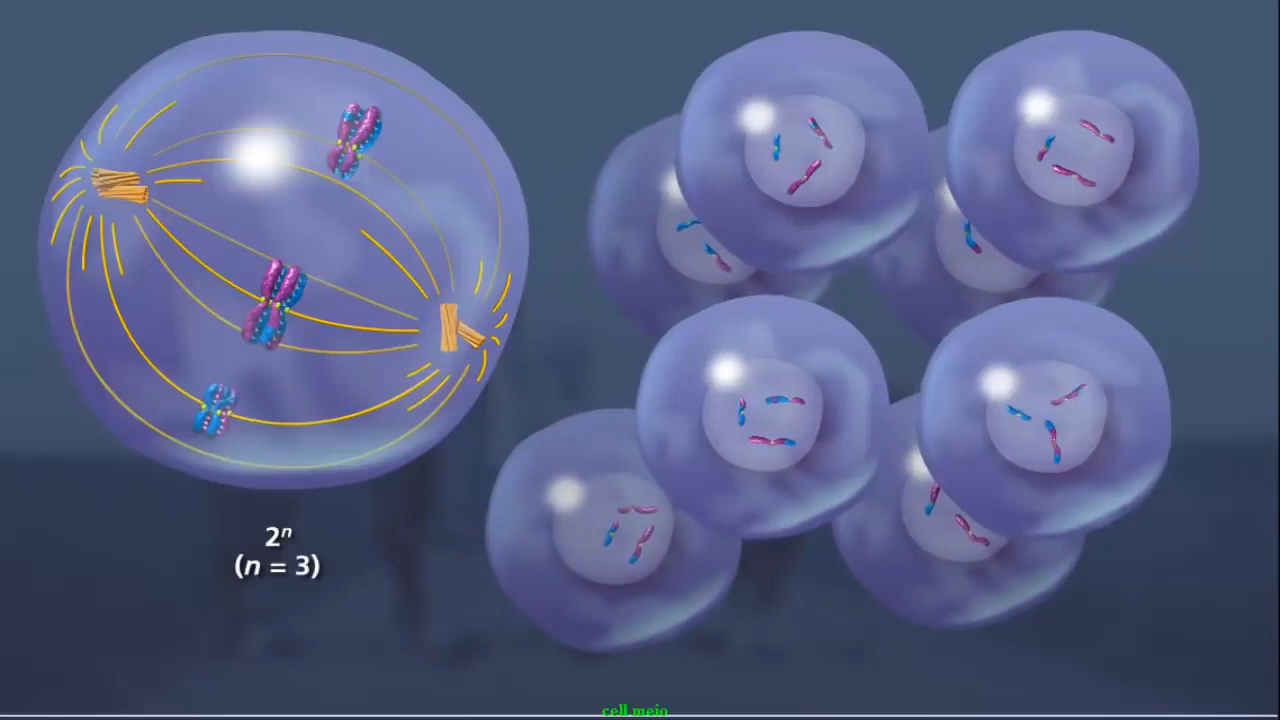 2ⁿ
(n = 3)
cell meio